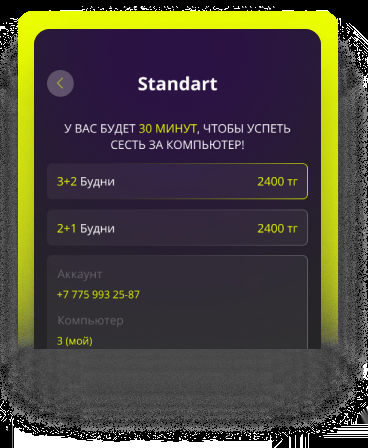 Standart
У ВАС БУДЕТ 30 МИНУТ, ЧТОБЫ УСПЕТЬ
СЕСТЬ ЗА КОМПЬЮТЕР!
3+2 Будни 2400 тг
2+1 Будни 2400 тг
Аккаунт
+7 775 993 25-87
Компьютер
3 (мой)